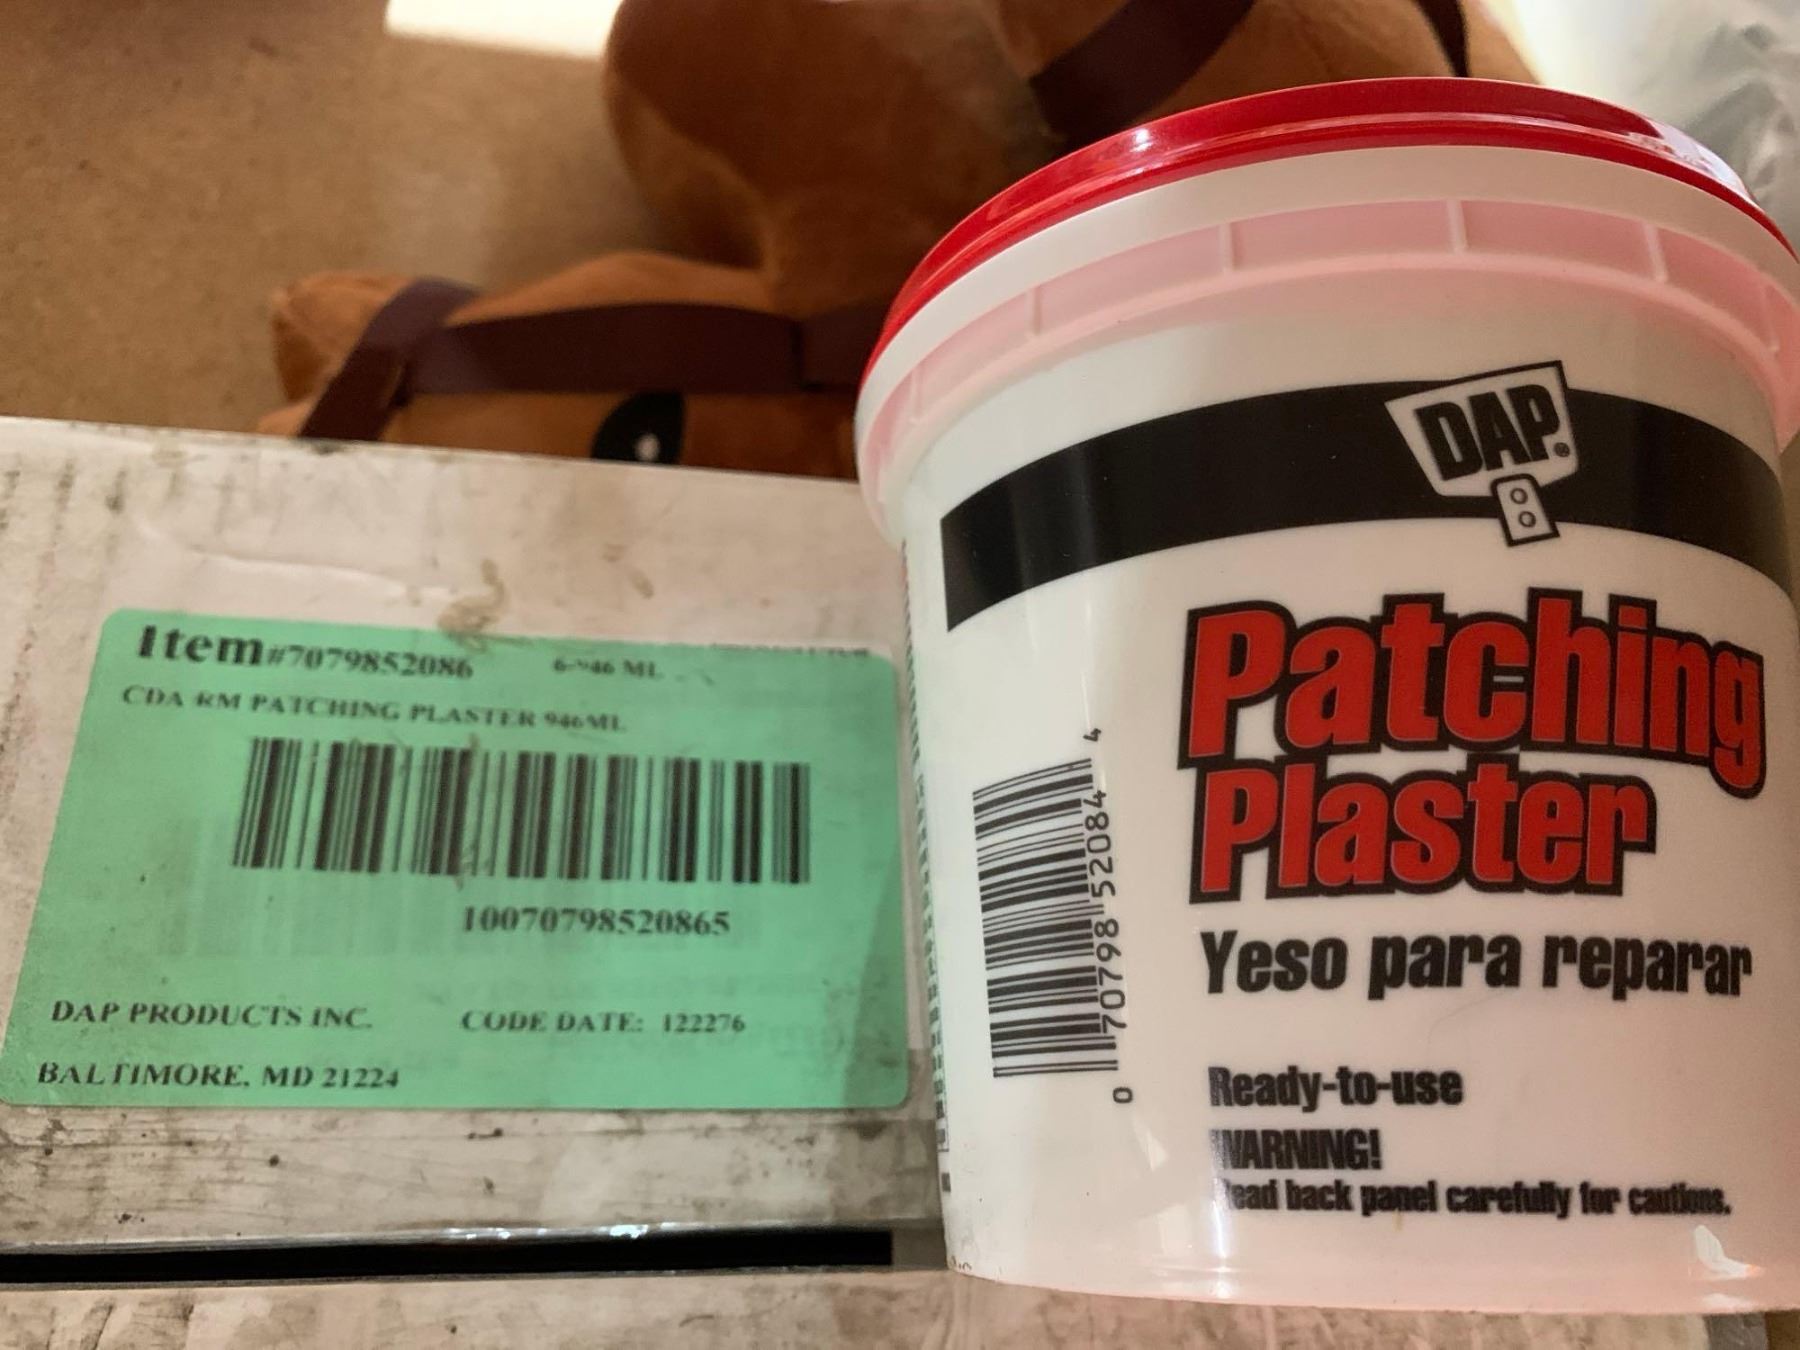 Item#7079852086 6-946 ML
CDA RM PATCHING PLASTER 946ML
10070798520865
DAP PRODUCTS INC. CODE DATE: 122276
BALTIMORE, MD 21224
DAP®
Patching
Plaster
Yeso para reparar
Ready-to-use
WARNING!
Read back panel carefully for cautions.
0 70798 52084 4